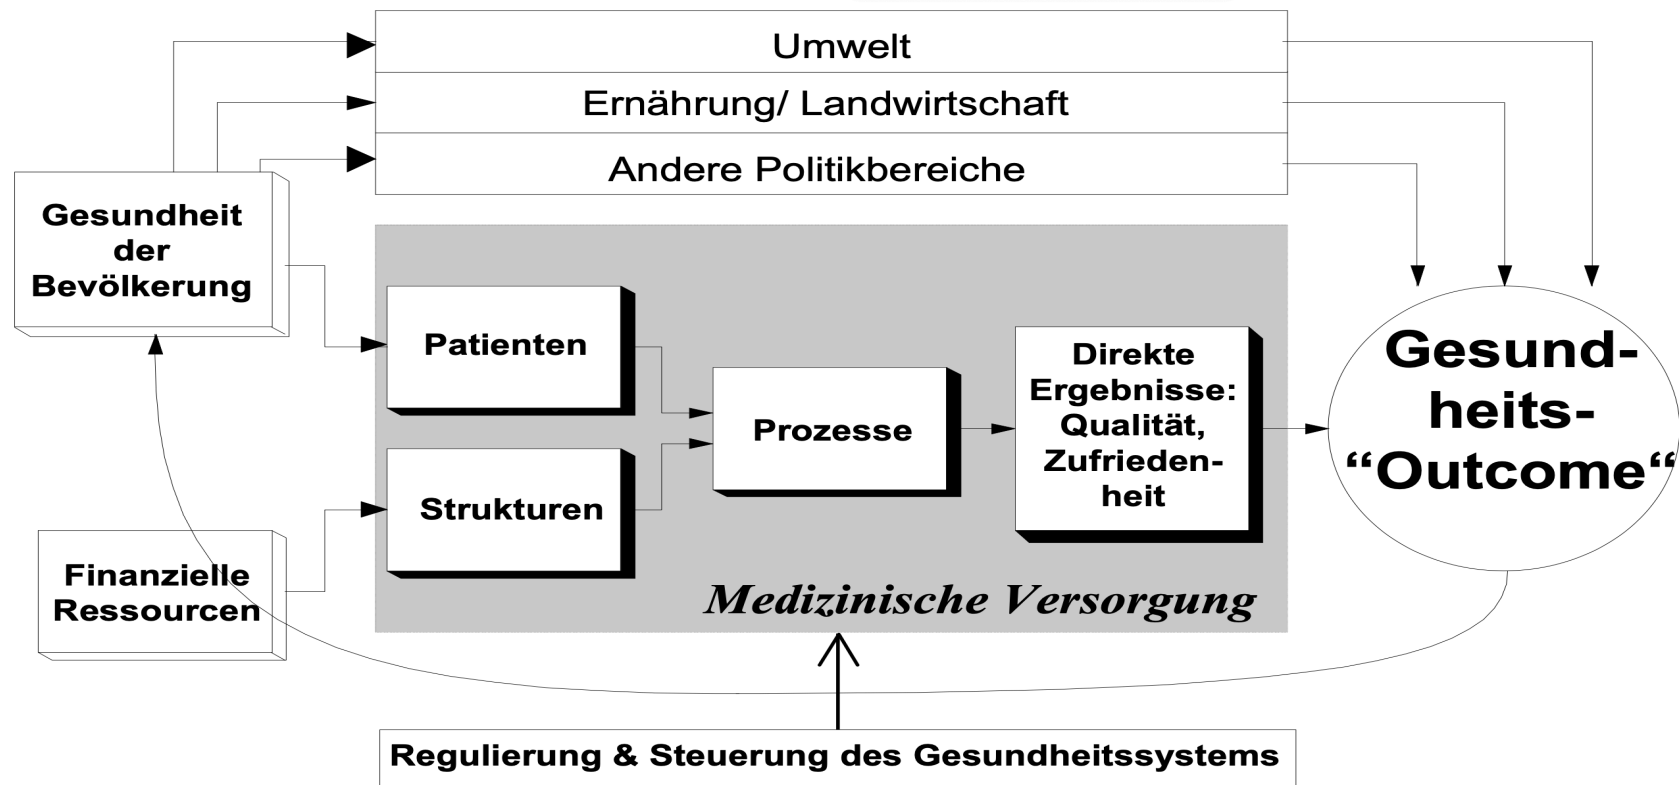 Umwelt
Ernährung/ Landwirtschaft
Andere Politikbereiche
Gesundheit
der
Bevölkerung
Patienten
Strukturen
Finanzielle
Ressourcen
Prozesse
Direkte
Ergebnisse:
Qualität,
Zufrieden-
heit
Gesund-
heits-
“Outcome“
Medizinische Versorgung
Regulierung & Steuerung des Gesundheitssystems